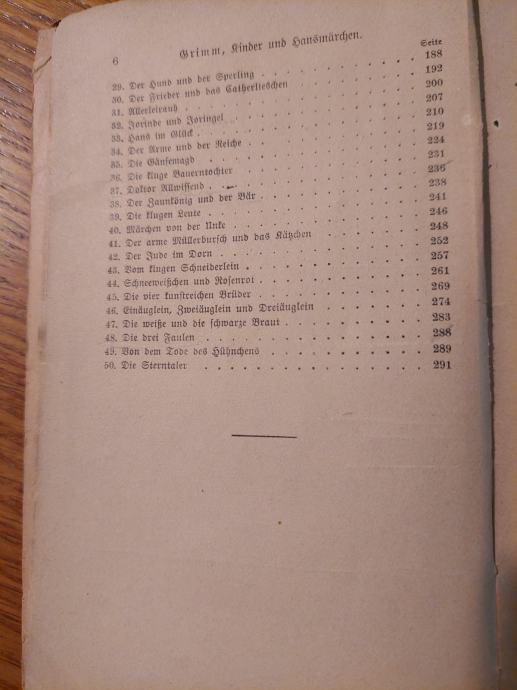 6 Grimm, Kinder und Hausmärchen.
Seite
29. Der Hund und der Sperling . . . . . . . . . 188
30. Der Frieder und das Catherlieschen . . . . . . . . 192
31. Allerleirauh . . . . . . . . . . . . 200
32. Jorinde und Joringel . . . . . . . . . . . 207
33. Hans im Glück . . . . . . . . . . . . 210
34. Der Arme und der Reiche . . . . . . . . . . 219
35. Die Gänsemagd . . . . . . . . . . . . 224
36. Die kluge Bauerntochter . . . . . . . . . . 231
37. Doktor Allwissend . . . . . . . . . . . 236
38. Der Zaunkönig und der Bär . . . . . . . . . . 238
39. Die klugen Leute . . . . . . . . . . . 241
40. Märchen von der Unke . . . . . . . . . . 246
41. Der arme Müllerbursch und das Kätzchen . . . . . . . 248
42. Der Jude im Dorn . . . . . . . . . . . 252
43. Vom klugen Schneiderlein . . . . . . . . . . 257
44. Schneeweißchen und Rosenrot . . . . . . . . . 261
45. Die vier kunstreichen Brüder . . . . . . . . . 269
46. Einäuglein, Zweiäuglein und Dreiäuglein . . . . . . . 274
47. Die weiße und die schwarze Braut . . . . . . . . 283
48. Die drei Faulen . . . . . . . . . . . 288
49. Von dem Tode des Hühnchens . . . . . . . . . 289
50. Die Sterntaler . . . . . . . . . . . . 291